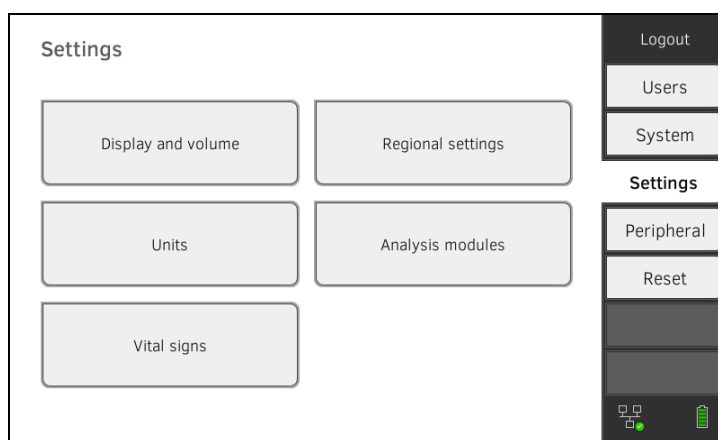 Settings
Display and volume
Regional settings
Units
Analysis modules
Vital signs
Logout
Users
System
Settings
Peripheral
Reset